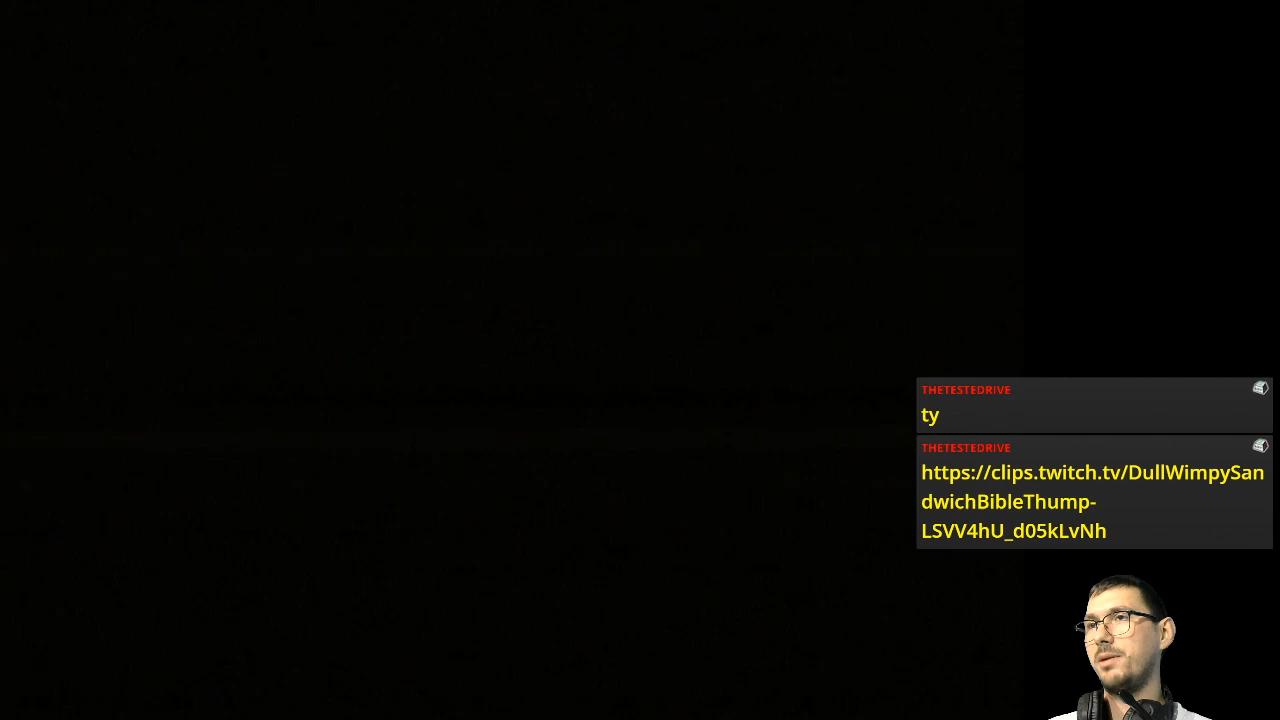 THETESTEDRIVE
ty
THETESTEDRIVE
https://clips.twitch.tv/DullWimpySan
dwichBibleThump-
LSVV4hU_d05kLvNh